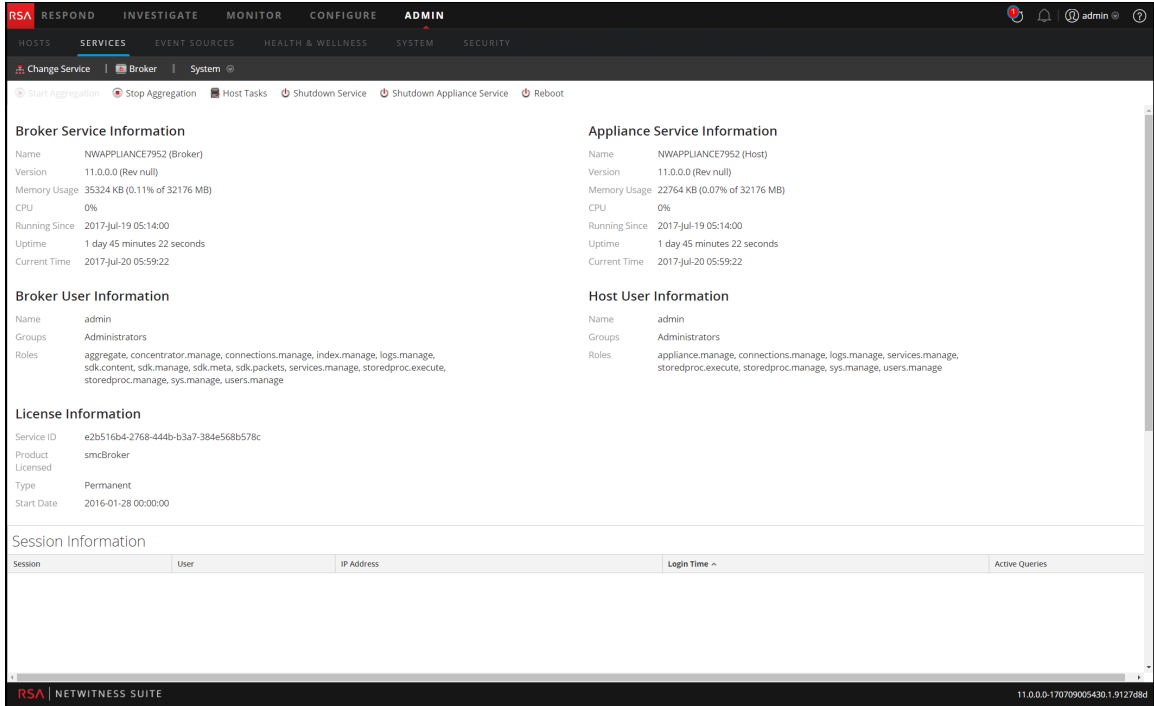 RSA RESPOND INVESTIGATE MONITOR CONFIGURE ADMIN 1 admin ?
HOSTS SERVICES EVENT SOURCES HEALTH & WELLNESS SYSTEM SECURITY
Change Service | Broker | System
Start Aggregation Stop Aggregation Host Tasks Shutdown Service Shutdown Appliance Service Reboot
Broker Service Information
Name NWAPPLIANCE7952 (Broker)
Version 11.0.0.0 (Rev null)
Memory Usage 35324 KB (0.11% of 32176 MB)
CPU 0%
Running Since 2017-Jul-19 05:14:00
Uptime 1 day 45 minutes 22 seconds
Current Time 2017-Jul-20 05:59:22
Appliance Service Information
Name NWAPPLIANCE7952 (Host)
Version 11.0.0.0 (Rev null)
Memory Usage 22764 KB (0.07% of 32176 MB)
CPU 0%
Running Since 2017-Jul-19 05:14:00
Uptime 1 day 45 minutes 22 seconds
Current Time 2017-Jul-20 05:59:22
Broker User Information
Name admin
Groups Administrators
Roles aggregate, concentrator.manage, connections.manage, index.manage, logs.manage,
sdk.content, sdk.manage, sdk.meta, sdk.packets, services.manage, storedproc.execute,
storedproc.manage, sys.manage, users.manage
Host User Information
Name admin
Groups Administrators
Roles appliance.manage, connections.manage, logs.manage, services.manage,
storedproc.execute, storedproc.manage, sys.manage, users.manage
License Information
Service ID e2b516b4-2768-444b-b3a7-384e568b578c
Product
Licensed smcBroker
Type Permanent
Start Date 2016-01-28 00:00:00
Session Information
Session User IP Address Login Time Active Queries
RSA | NETWITNESS SUITE 11.0.0.0-170709005430.1.9127d8d